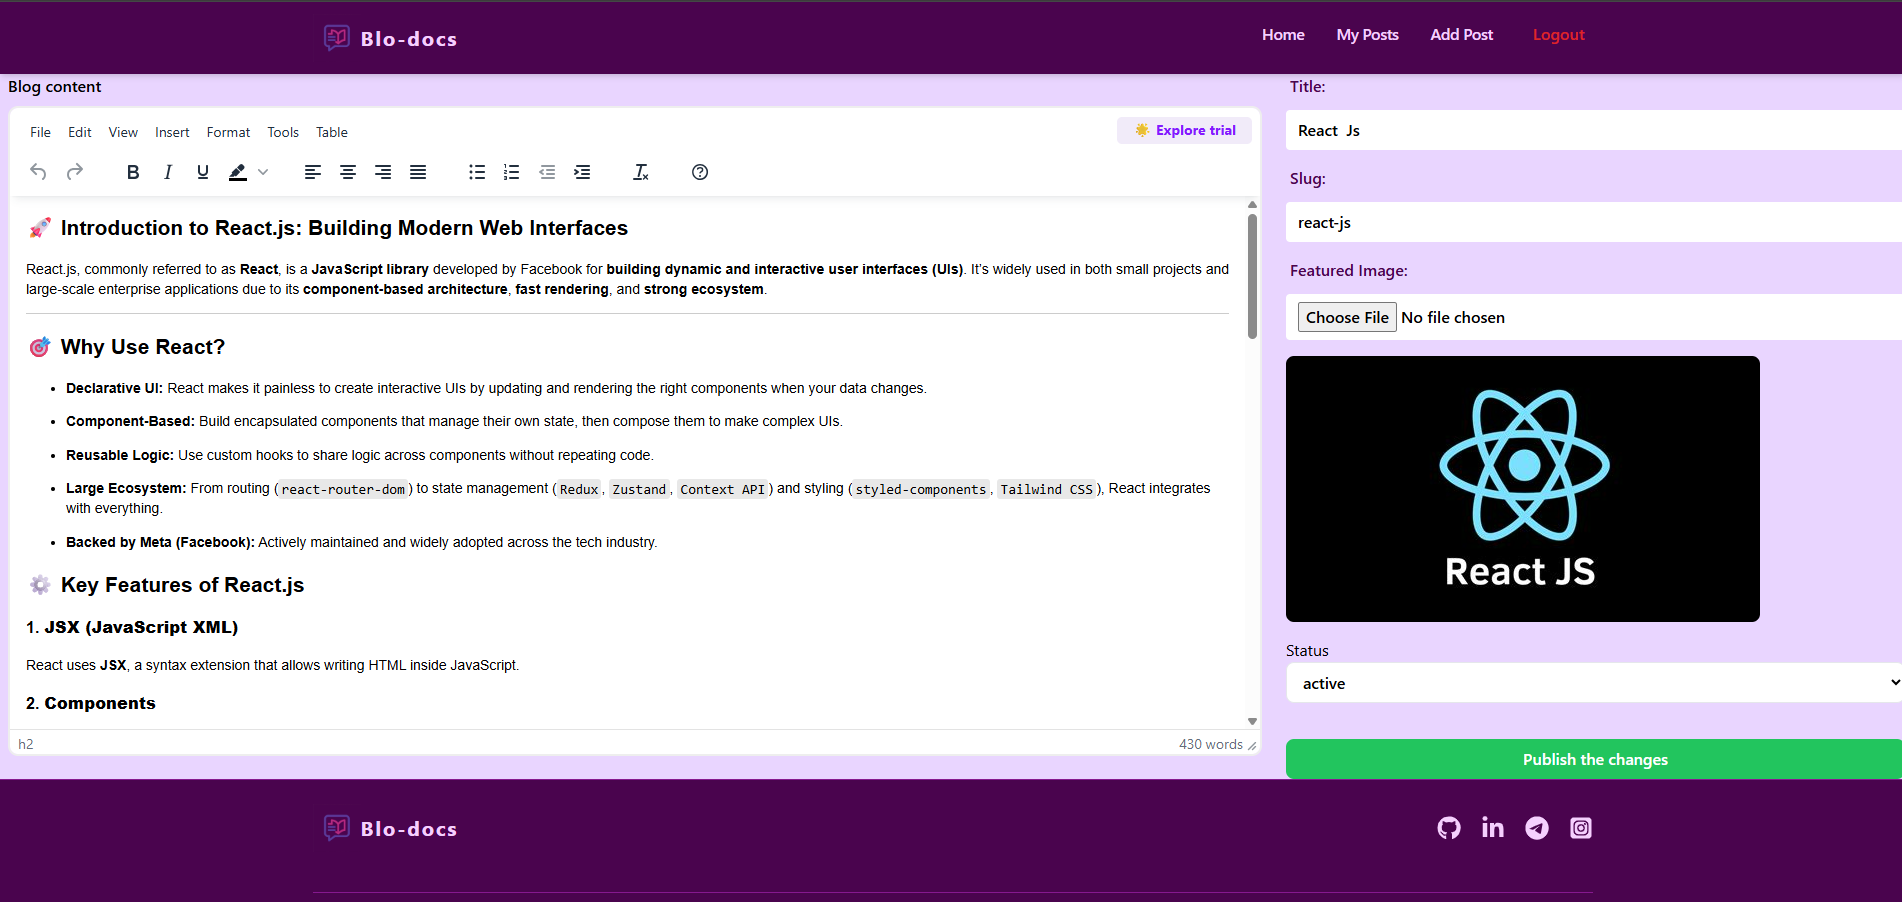 Blo-docs
Home My Posts Add Post Logout
Blog content
File Edit View Insert Format Tools Table
Explore trial
B I U
Introduction to React.js: Building Modern Web Interfaces
React.js, commonly referred to as React, is a JavaScript library developed by Facebook for building dynamic and interactive user interfaces (UIs). It’s widely used in both small projects and
large-scale enterprise applications due to its component-based architecture, fast rendering, and strong ecosystem.
Why Use React?
• Declarative UI: React makes it painless to create interactive UIs by updating and rendering the right components when your data changes.
• Component-Based: Build encapsulated components that manage their own state, then compose them to make complex UIs.
• Reusable Logic: Use custom hooks to share logic across components without repeating code.
• Large Ecosystem: From routing (react-router-dom) to state management (Redux, Zustand, Context API) and styling (styled-components, Tailwind CSS), React integrates
with everything.
• Backed by Meta (Facebook): Actively maintained and widely adopted across the tech industry.
Key Features of React.js
1. JSX (JavaScript XML)
React uses JSX, a syntax extension that allows writing HTML inside JavaScript.
2. Components
h2
430 words
Title:
React Js
Slug:
react-js
Featured Image:
Choose File No file chosen
React JS
Status
active
Publish the changes
Blo-docs